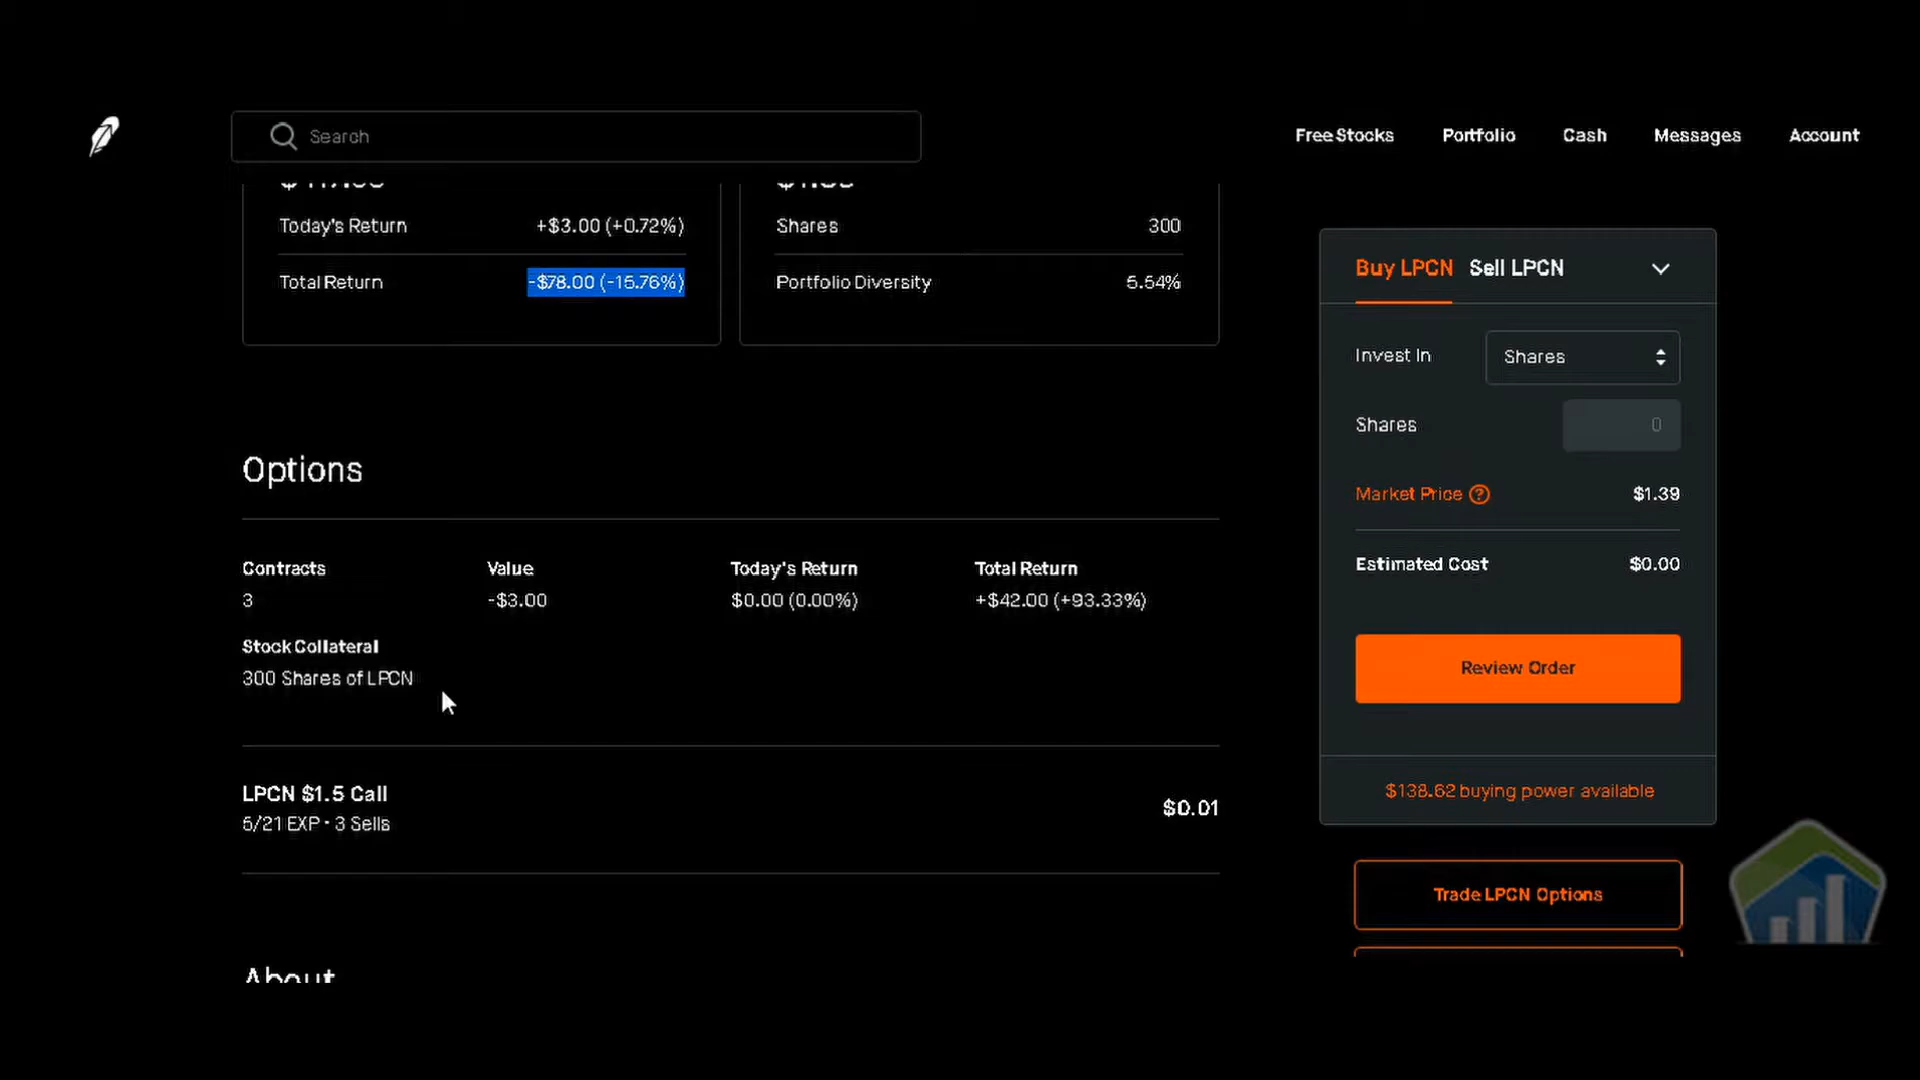 Search
Free Stocks
Portfolio
Cash
Messages
Account
Today's Return
+$3.00 (+0.72%)
Total Return
-$78.00 (-15.76%)
Shares
300
Portfolio Diversity
5.54%
Buy LPCN
Sell LPCN
Invest In
Shares
Shares
0
Market Price ?
$1.39
Estimated Cost
$0.00
Review Order
$138.62 buying power available
Trade LPCN Options
Options
Contracts
Value
Today's Return
Total Return
3
-$3.00
$0.00 (0.00%)
+$42.00 (+93.33%)
Stock Collateral
300 Shares of LPCN
LPCN $1.5 Call
5/21 EXP · 3 Sells
$0.01
About